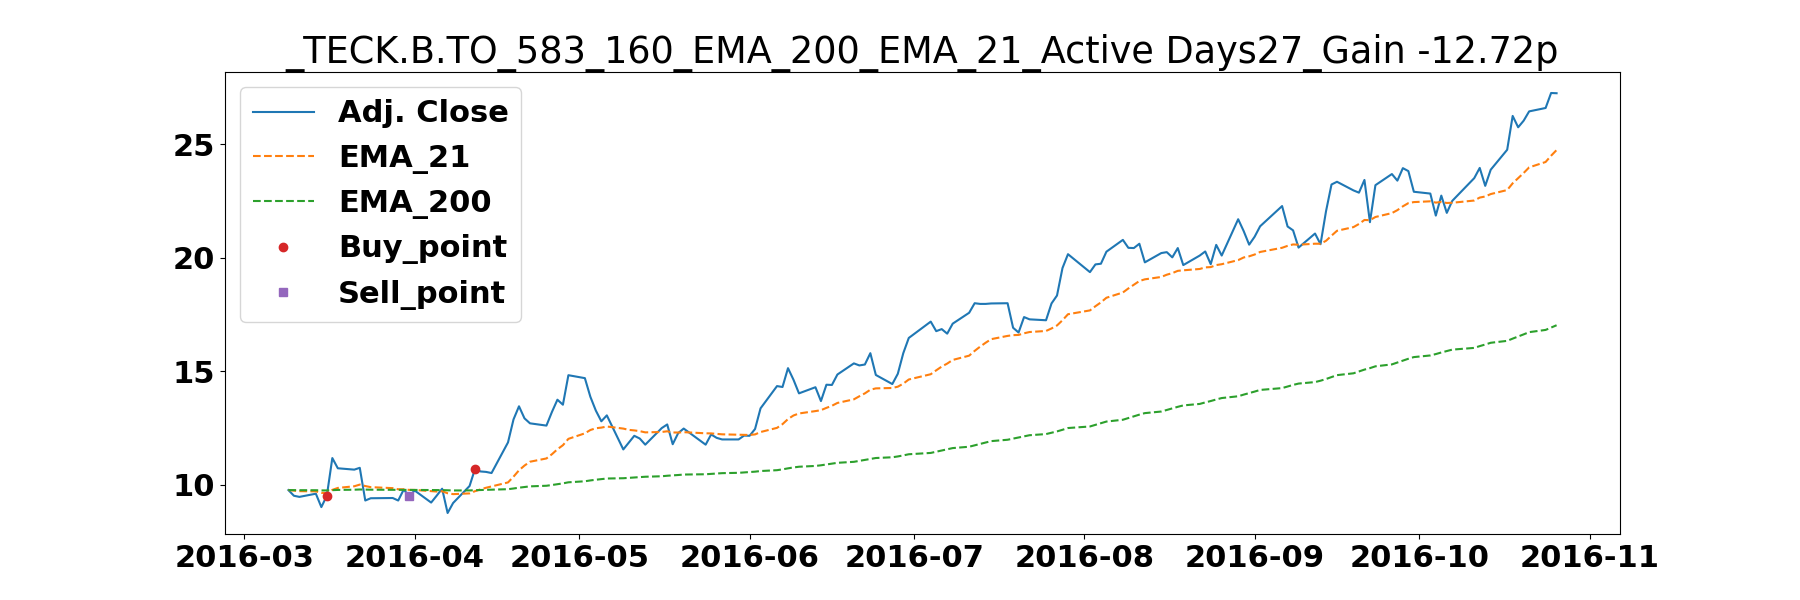 _TECK.B.TO_583_160_EMA_200_EMA_21_Active Days27_Gain -12.72p
Adj. Close
EMA_21
EMA_200
Buy_point
Sell_point
25
20
15
10
2016-03 2016-04 2016-05 2016-06 2016-07 2016-08 2016-09 2016-10 2016-11